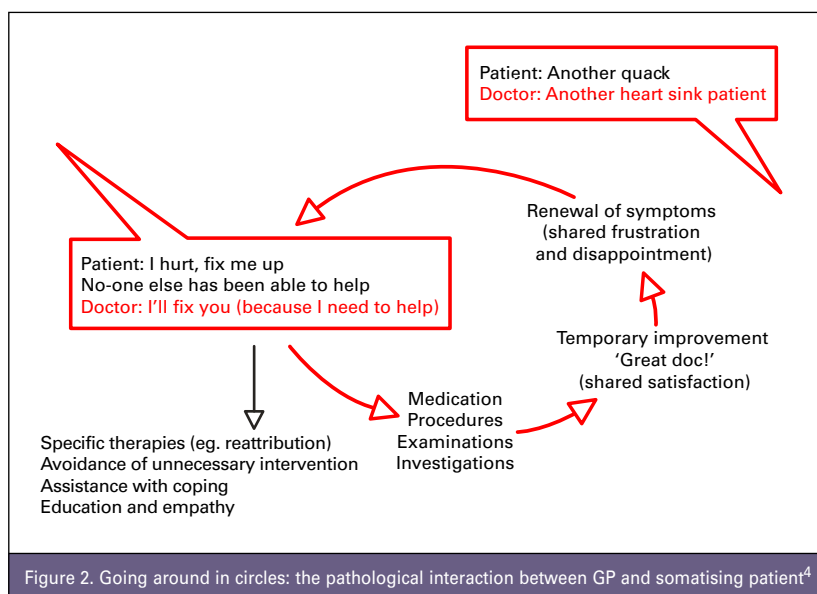 Patient: Another quack
Doctor: Another heart sink patient
Renewal of symptoms
(shared frustration
and disappointment)
Patient: I hurt, fix me up
No-one else has been able to help
Doctor: I'll fix you (because I need to help)
Temporary improvement
'Great doc!'
(shared satisfaction)
Medication
Procedures
Examinations
Investigations
Specific therapies (eg. reattribution)
Avoidance of unnecessary intervention
Assistance with coping
Education and empathy
Figure 2. Going around in circles: the pathological interaction between GP and somatising patient4